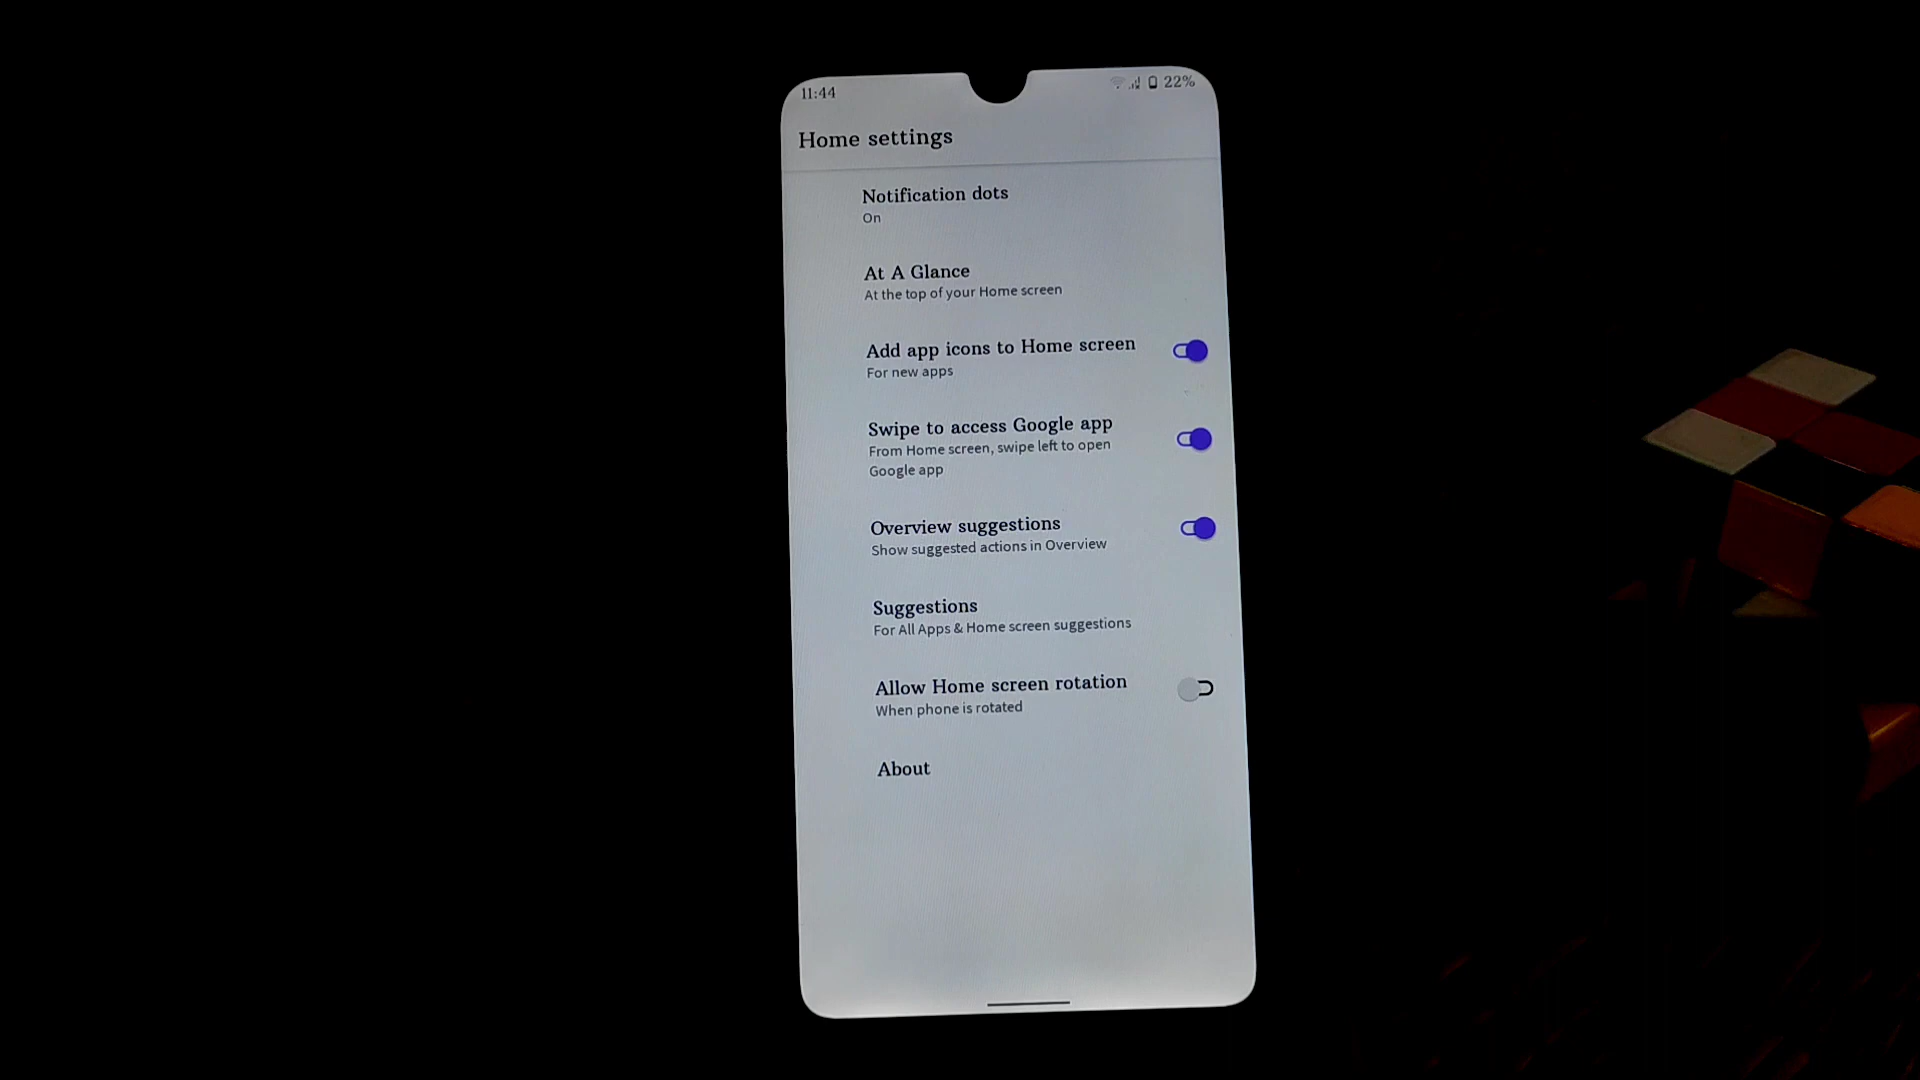 11:44
22%
Home settings
Notification dots
On
At A Glance
At the top of your Home screen
Add app icons to Home screen
For new apps
Swipe to access Google app
From Home screen, swipe left to open
Google app
Overview suggestions
Show suggested actions in Overview
Suggestions
For All Apps & Home screen suggestions
Allow Home screen rotation
When phone is rotated
About